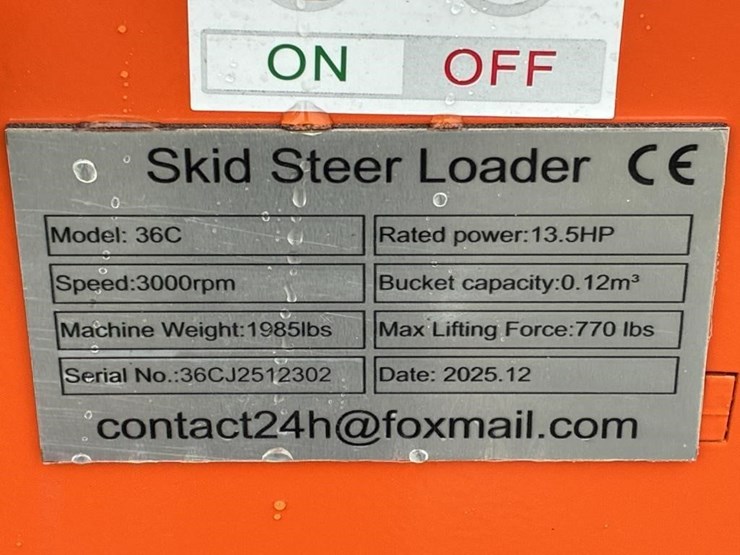 ON OFF
Skid Steer Loader CE
Model: 36C
Rated power:13.5HP
Speed:3000rpm
Bucket capacity:0.12m³
Machine Weight:1985lbs
Max Lifting Force:770 lbs
Serial No.:36CJ2512302
Date: 2025.12
contact24h@foxmail.com